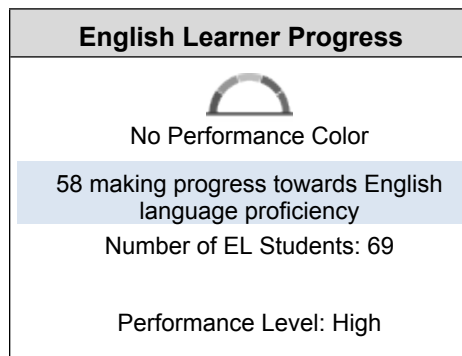 English Learner Progress
No Performance Color
58 making progress towards English
language proficiency
Number of EL Students: 69
Performance Level: High